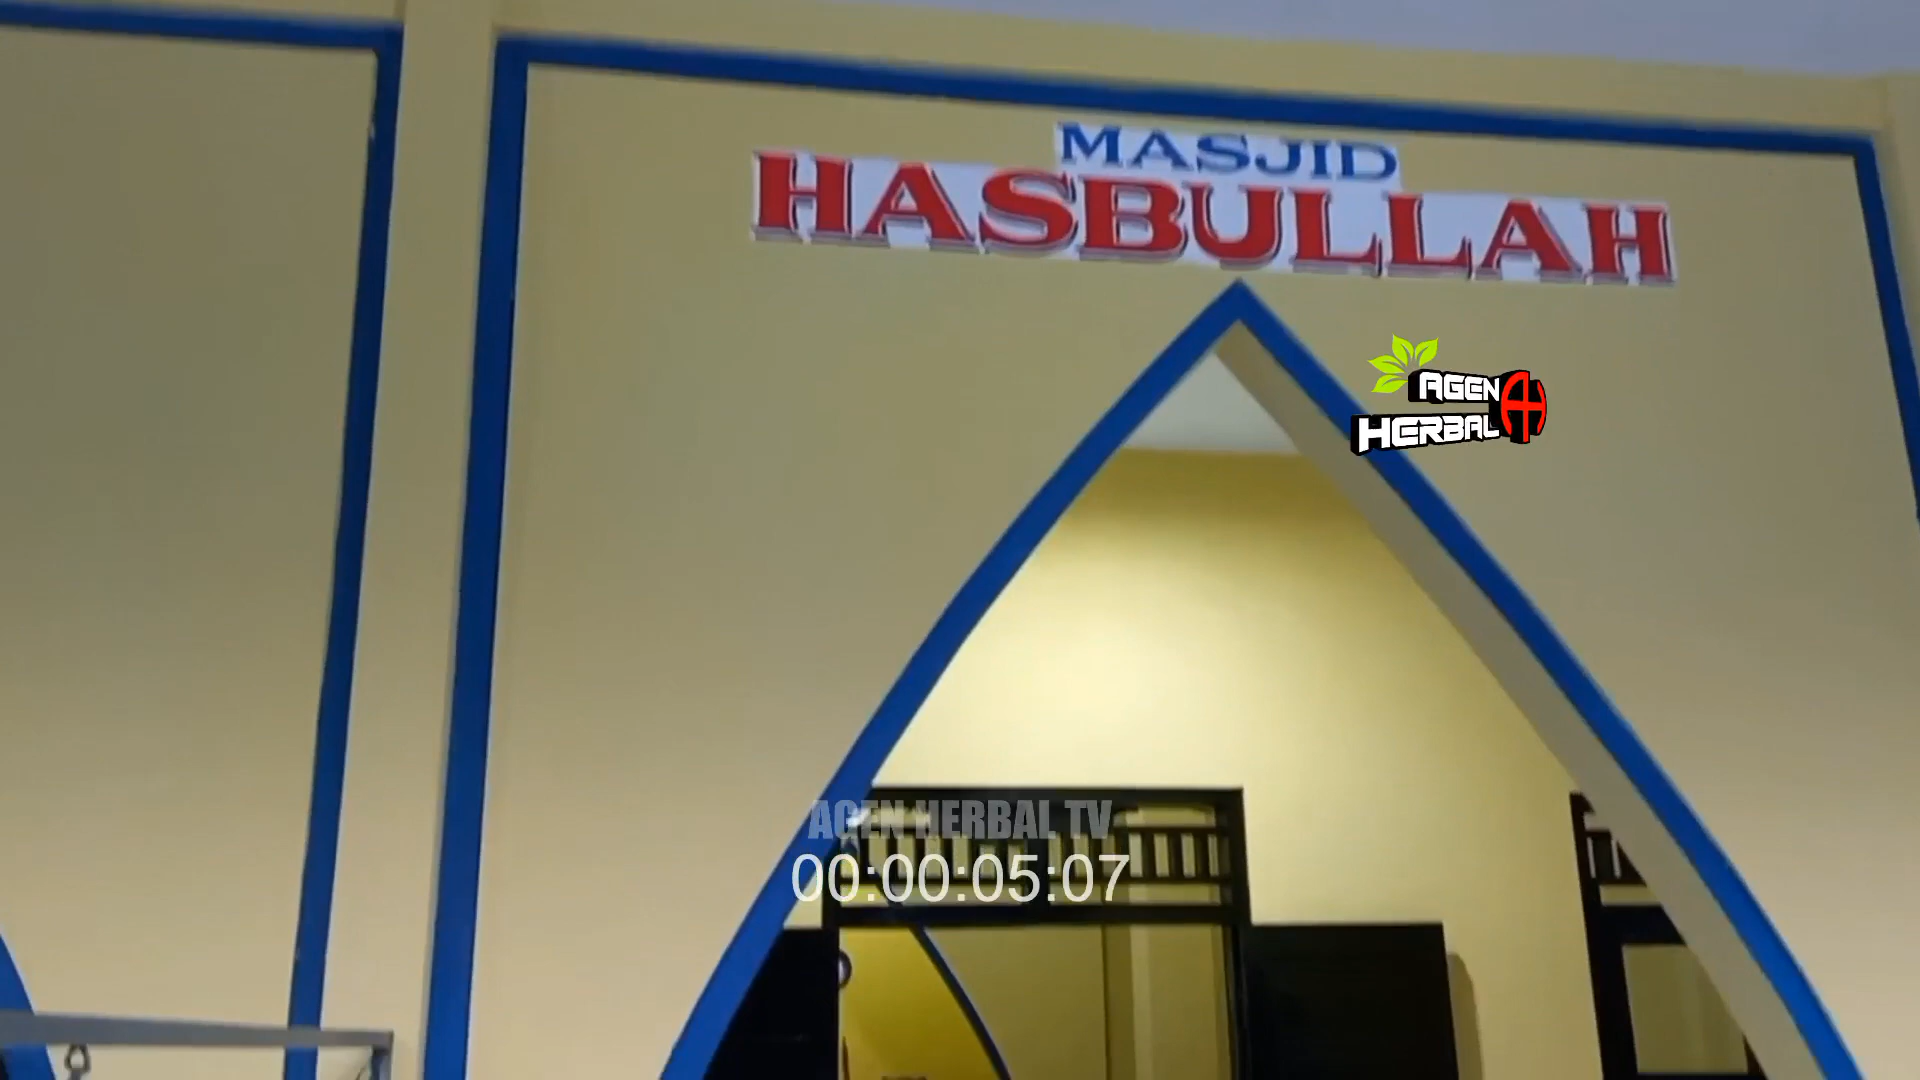 MASJID
HASBULLAH
AGEN
HERBAL
AGEN HERBAL TV
00:00:05:07